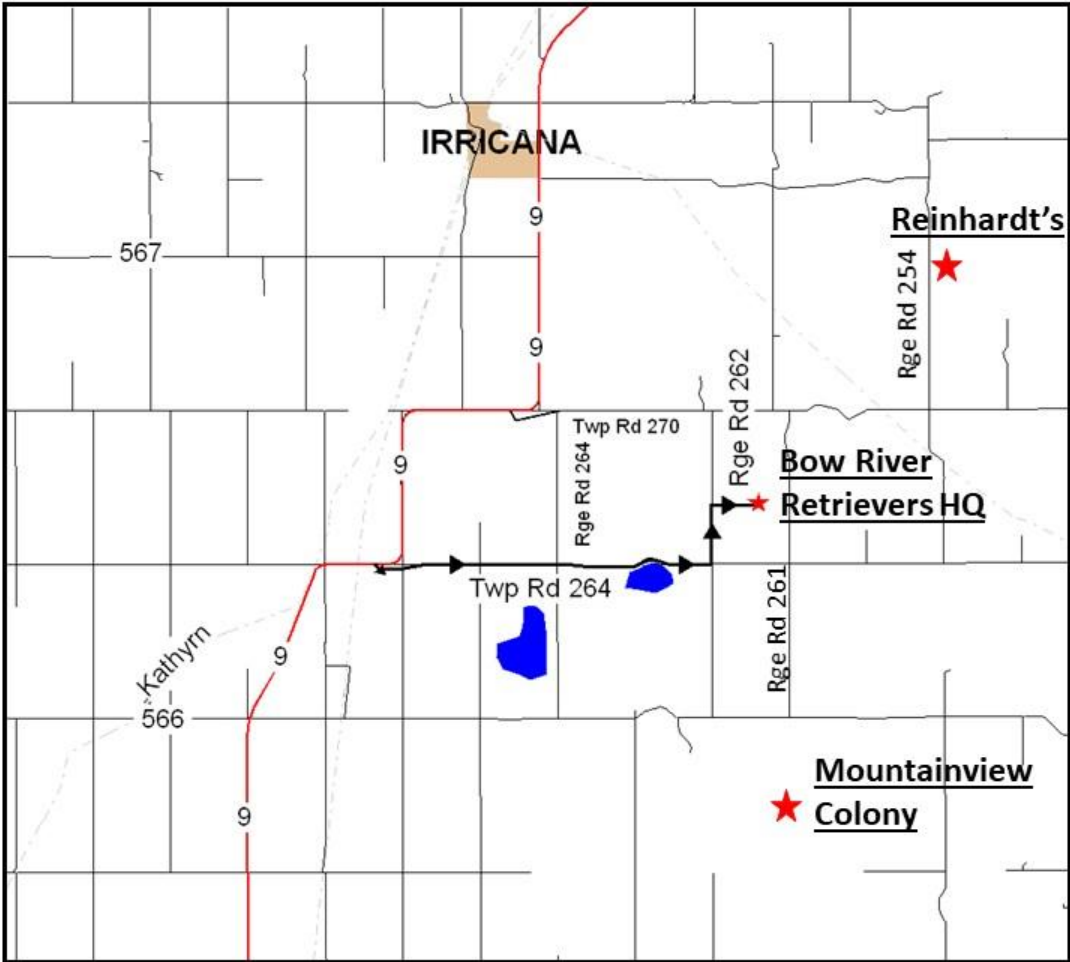 IRRICANA
9
Reinhardt's
567
Rge Rd 254
9
Rge Rd 262
Twp Rd 270
Rge Rd 264
9
Bow River
Retrievers HQ
Twp Rd 264
Rge Rd 261
Kathyrn
9
566
Mountainview
Colony
9